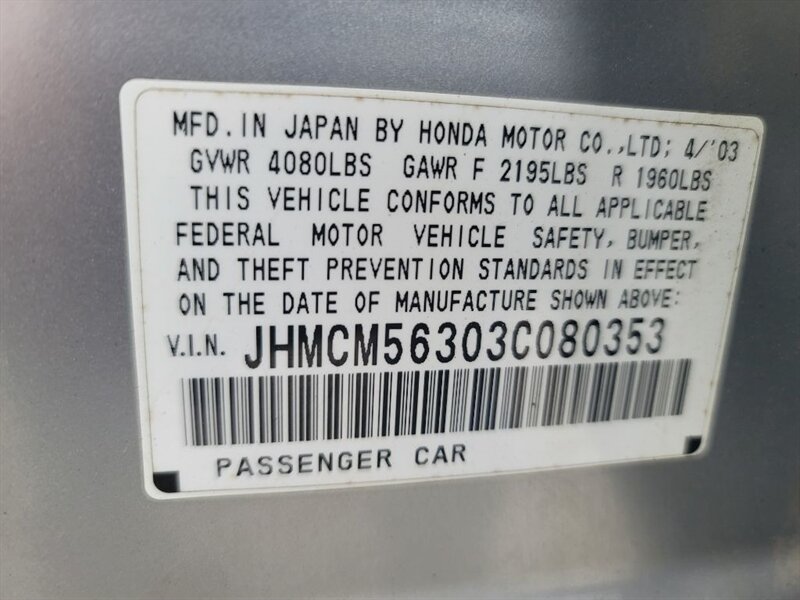 MFD. IN JAPAN BY HONDA MOTOR CO.,LTD; 4/'03
GVWR 4080LBS GAWR F 2195LBS R 1960LBS
THIS VEHICLE CONFORMS TO ALL APPLICABLE
FEDERAL MOTOR VEHICLE SAFETY, BUMPER,
AND THEFT PREVENTION STANDARDS IN EFFECT
ON THE DATE OF MANUFACTURE SHOWN ABOVE:
V.I.N. JHMCM56303C080353
PASSENGER CAR